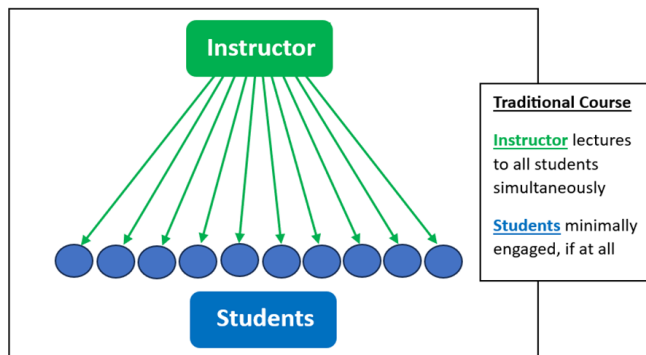 Instructor
Students
Traditional Course
Instructor lectures
to all students
simultaneously
Students minimally
engaged, if at all